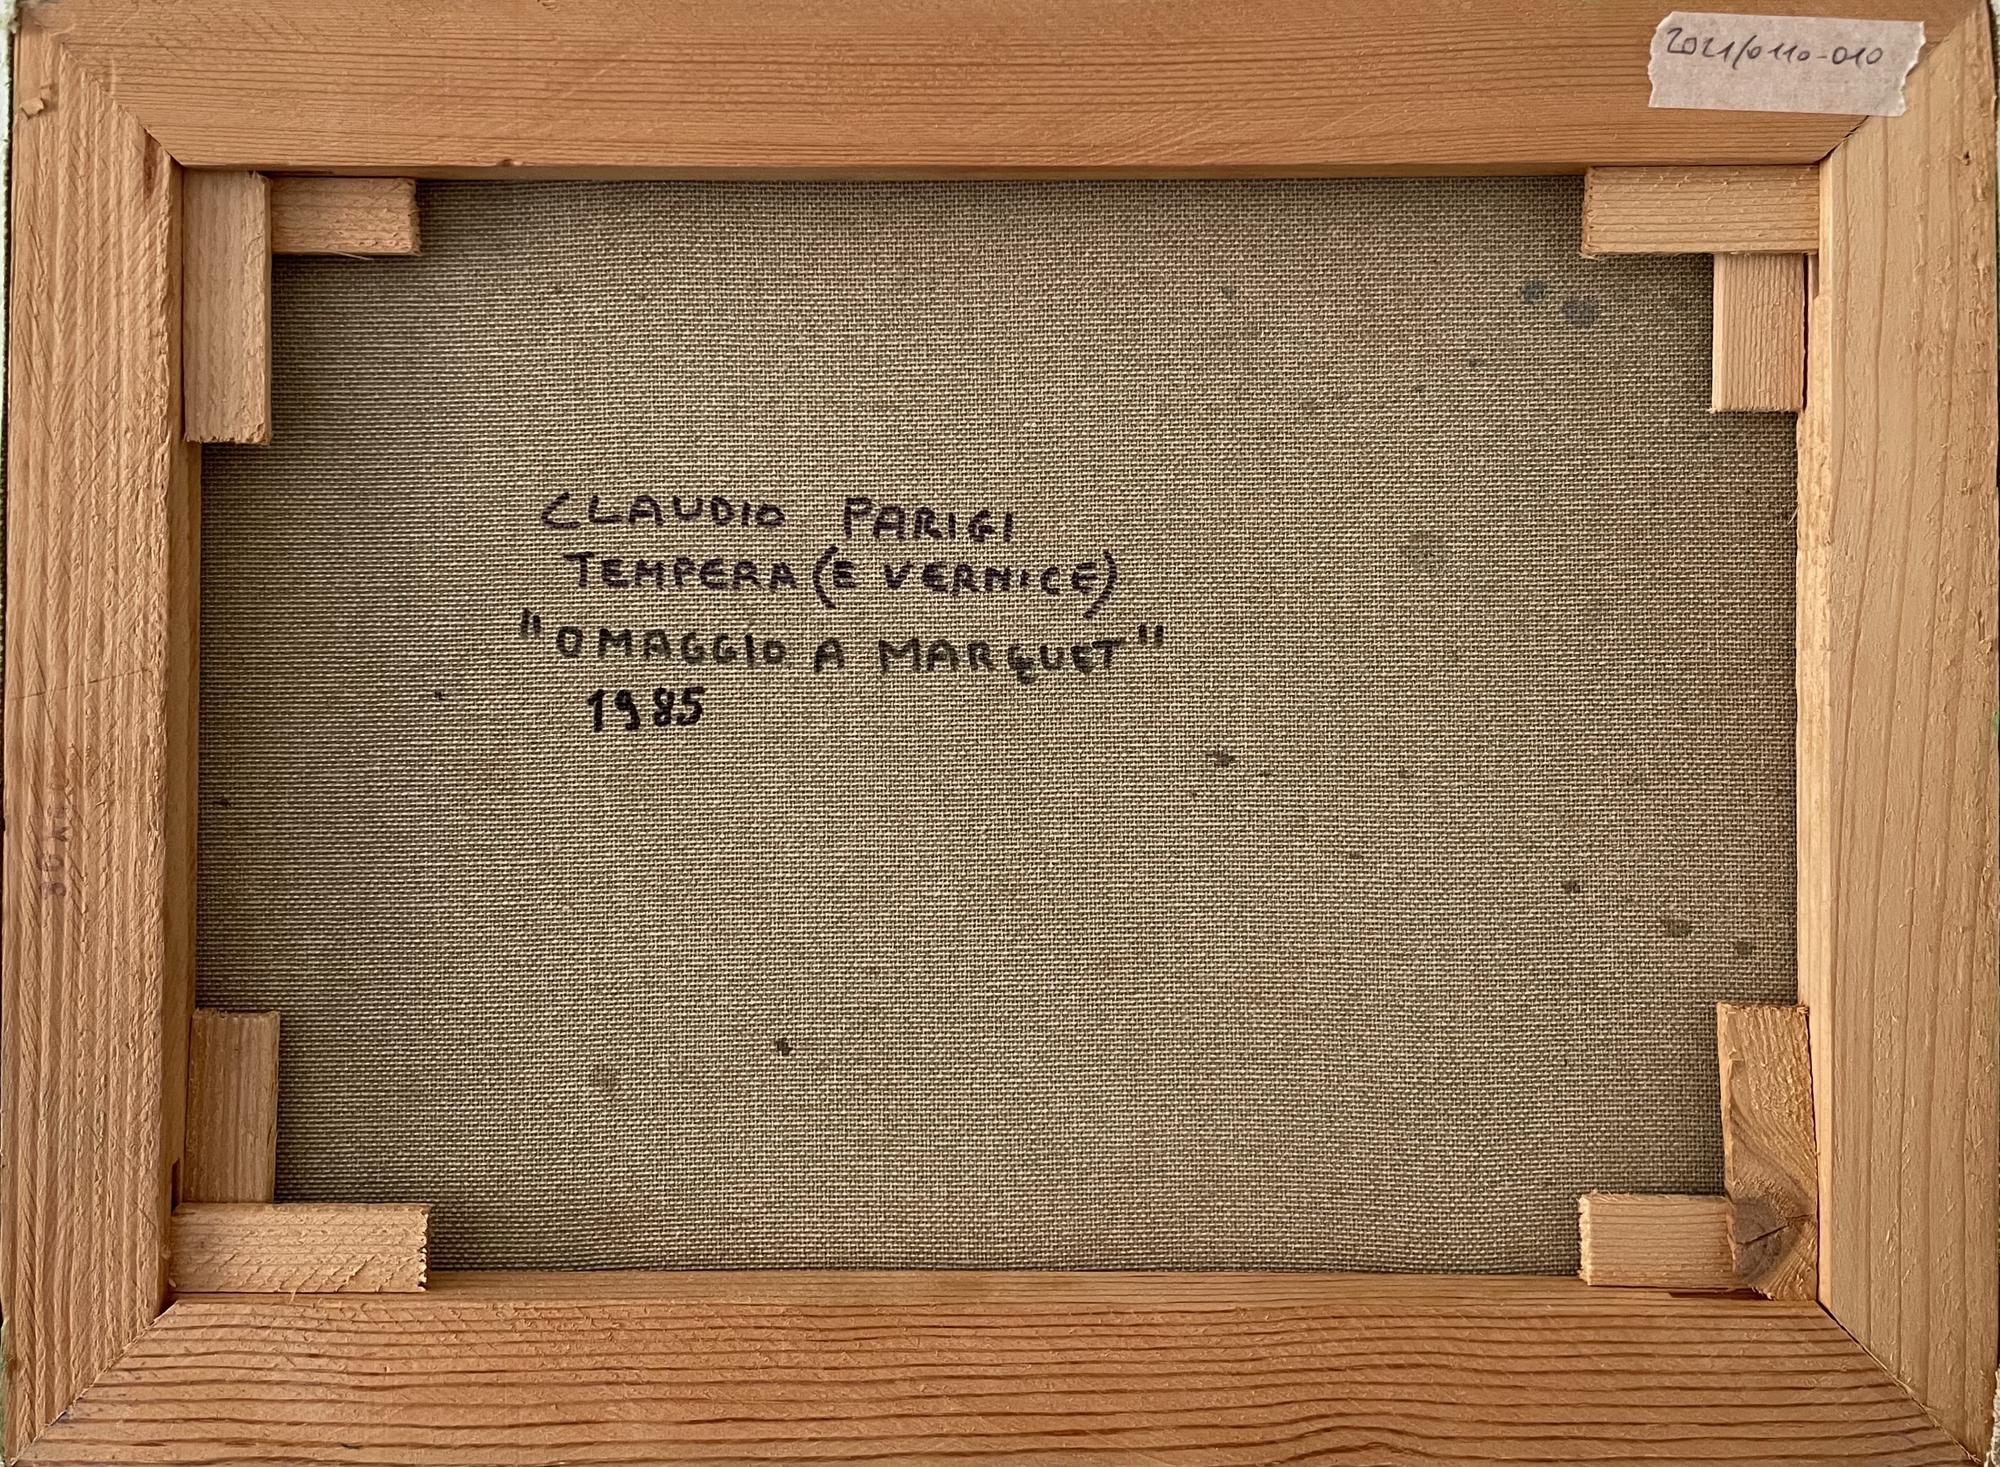 2021/0110-010
CLAUDIO PARIGI
TEMPERA (E VERNICE)
"OMAGGIO A MARQUET"
1985